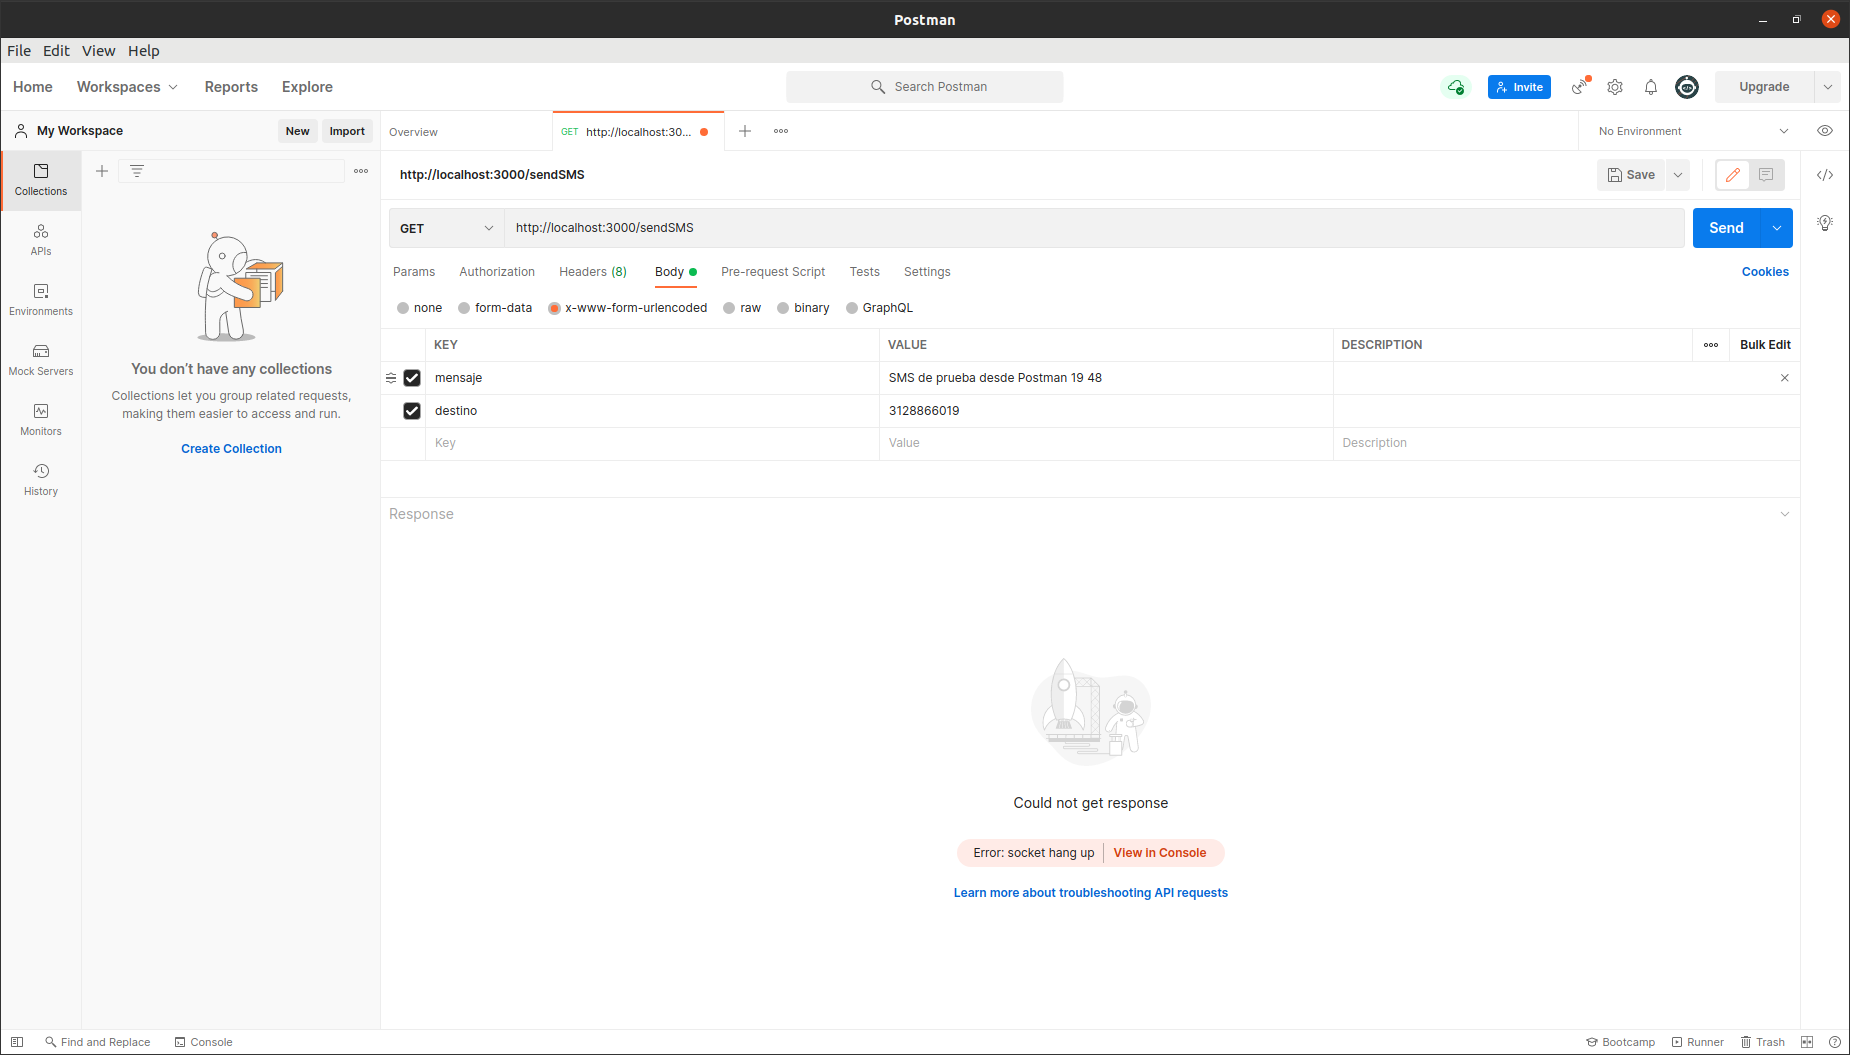 Postman
File Edit View Help
Home Workspaces Reports Explore Search Postman Invite Upgrade
My Workspace New Import Overview GET http://localhost:30... No Environment
http://localhost:3000/sendSMS Save
Collections
APIs
Environments
Mock Servers
Monitors
History
You don't have any collections
Collections let you group related requests,
making them easier to access and run.
Create Collection
GET http://localhost:3000/sendSMS Send
Params Authorization Headers (8) Body Pre-request Script Tests Settings Cookies
none form-data x-www-form-urlencoded raw binary GraphQL
KEY VALUE DESCRIPTION Bulk Edit
mensaje SMS de prueba desde Postman 19 48
destino 3128866019
Key Value Description
Response
Could not get response
Error: socket hang up View in Console
Learn more about troubleshooting API requests
Find and Replace Console Bootcamp Runner Trash